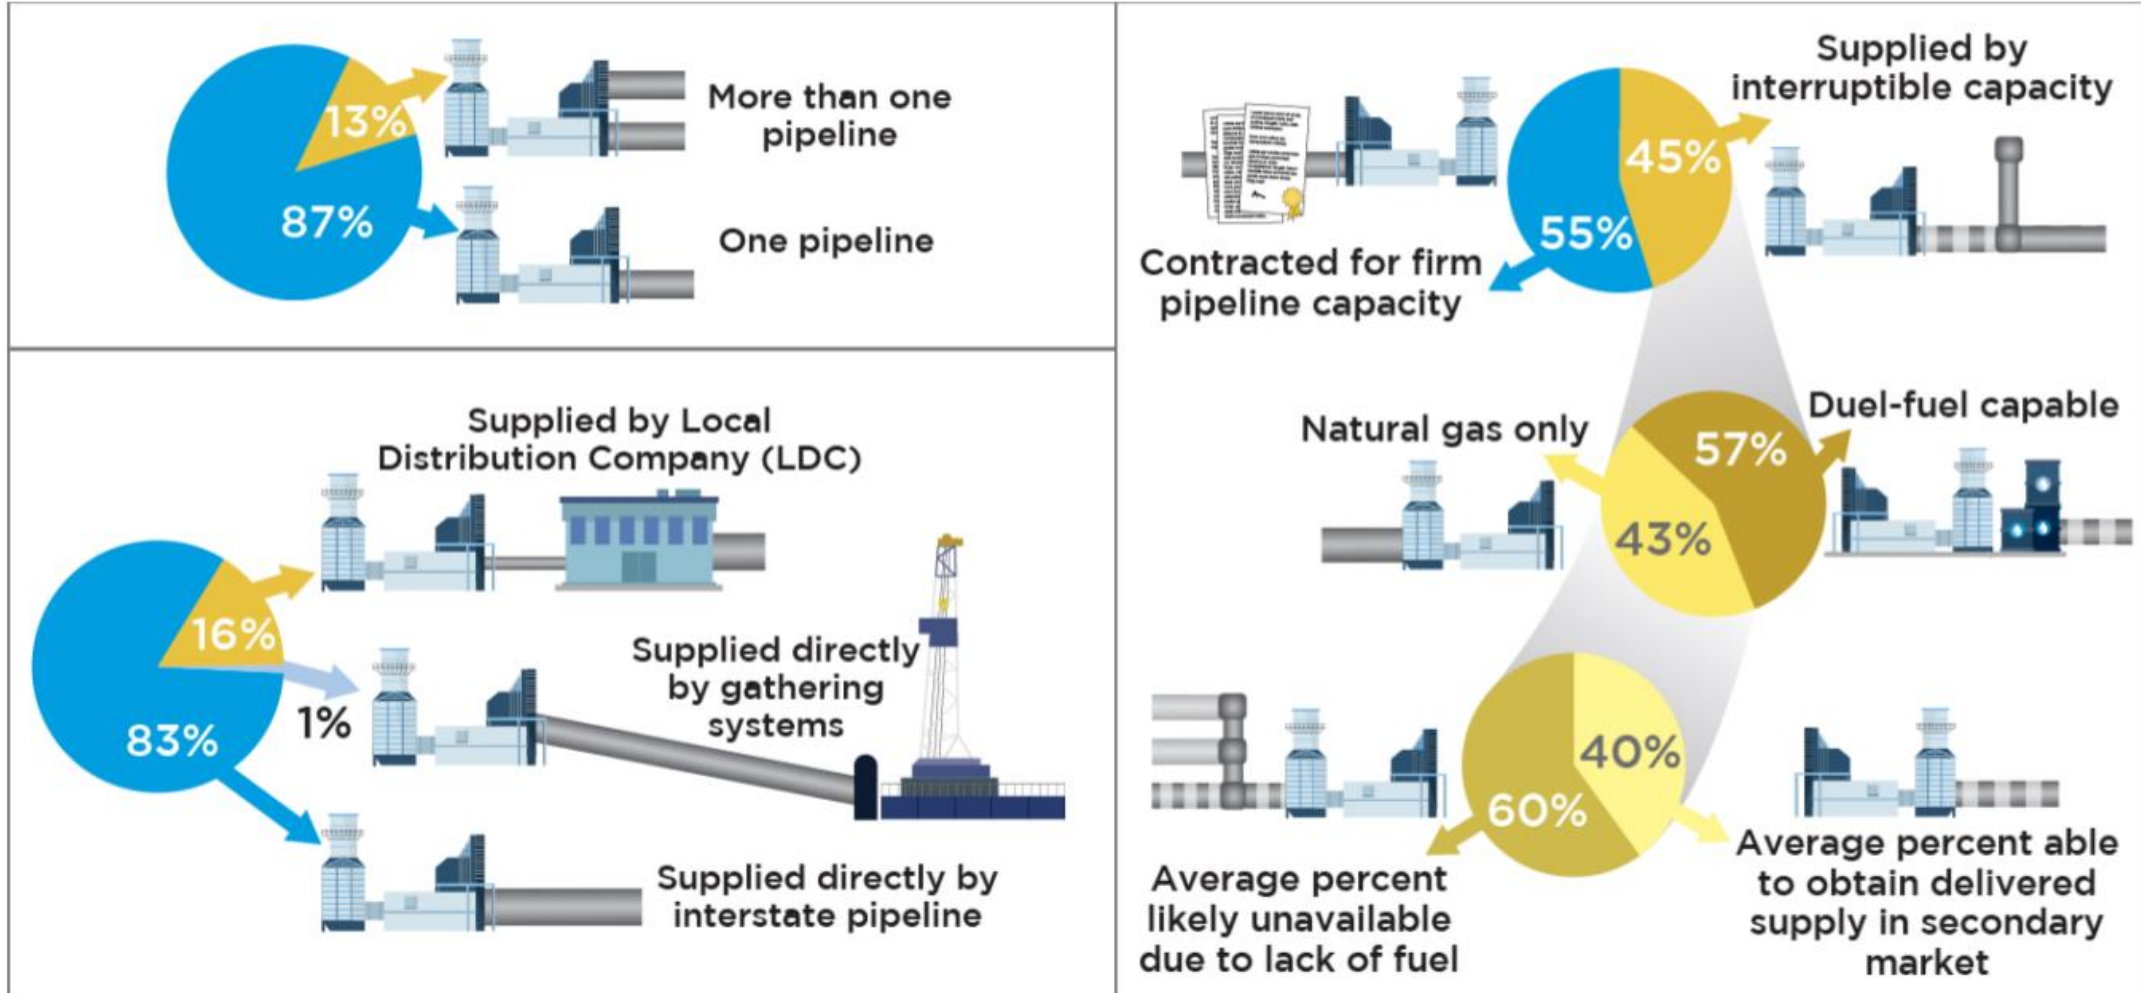 13%
More than one
pipeline
87%
One pipeline
Supplied by Local
Distribution Company (LDC)
16%
Supplied directly
by gathering
systems
1%
83%
Supplied directly by
interstate pipeline
Supplied by
interruptible capacity
45%
55%
Contracted for firm
pipeline capacity
Duel-fuel capable
Natural gas only
57%
43%
40%
60%
Average percent able
to obtain delivered
supply in secondary
market
Average percent
likely unavailable
due to lack of fuel